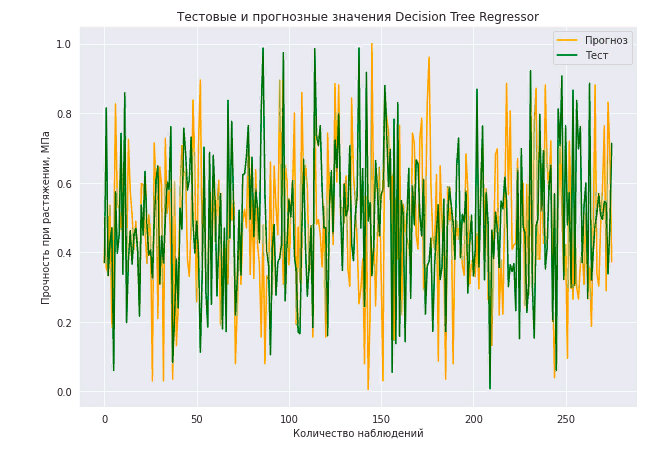 Тестовые и прогнозные значения Decision Tree Regressor
Прогноз
Тест
Прочность при растяжении, МПа
1.0
0.8
0.6
0.4
0.2
0.0
0
50
100
150
200
250
Количество наблюдений